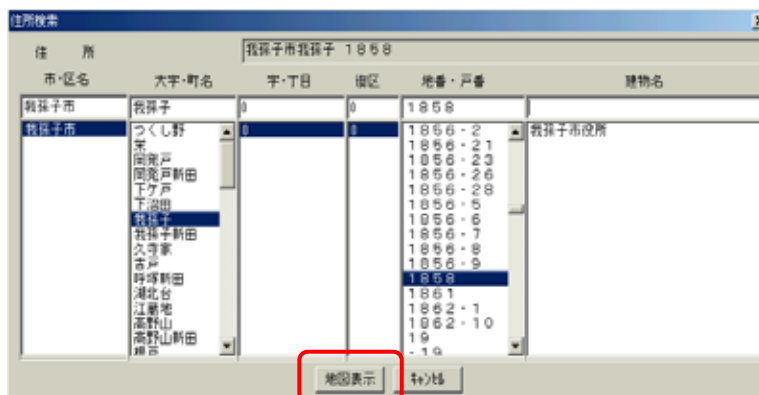 住所検索
住 所
我孫子市我孫子 1858
市・区名
大字・町名
字・丁目
街区
地番・戸番
建物名
我孫子市
我孫子
0
0
1858
我孫子市
つくし野
栄
岡発戸
岡発戸新田
下ケ戸
下沼田
我孫子
我孫子新田
久寺家
古戸
呼塚新田
湖北台
江蔵地
高野山
高野山新田
根戸
0
0
1856-2
1856-21
1856-23
1856-26
1856-28
1856-5
1856-6
1856-7
1856-8
1856-9
1858
1861
1862-1
1862-10
19
-19
我孫子市役所
地図表示
キャンセル